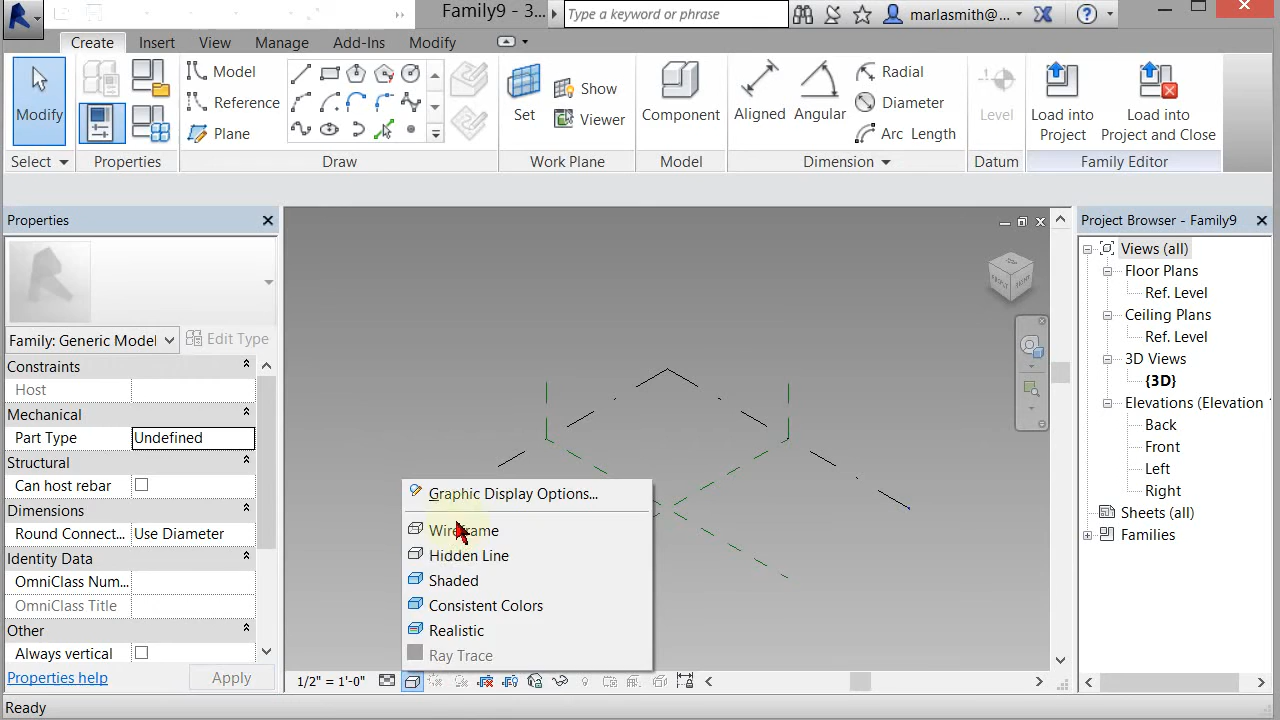 Family9 - 3...
Type a keyword or phrase
marlasmith@...
Create
Insert
View
Manage
Add-Ins
Modify
Modify
Model
Reference
Plane
Set
Show
Viewer
Component
Aligned
Angular
Radial
Diameter
Arc Length
Level
Load into
Project
Load into
Project and Close
Select
Properties
Draw
Work Plane
Model
Dimension
Datum
Family Editor
Properties
Family: Generic Model
Edit Type
Constraints
Host
Mechanical
Part Type
Undefined
Structural
Can host rebar
Dimensions
Round Connect...
Use Diameter
Identity Data
OmniClass Num...
OmniClass Title
Other
Always vertical
Properties help
Apply
Graphic Display Options...
Wireframe
Hidden Line
Shaded
Consistent Colors
Realistic
Ray Trace
1/2" = 1'-0"
FRONT
RIGHT
Project Browser - Family9
Views (all)
Floor Plans
Ref. Level
Ceiling Plans
Ref. Level
3D Views
{3D}
Elevations (Elevation
Back
Front
Left
Right
Sheets (all)
Families
Ready